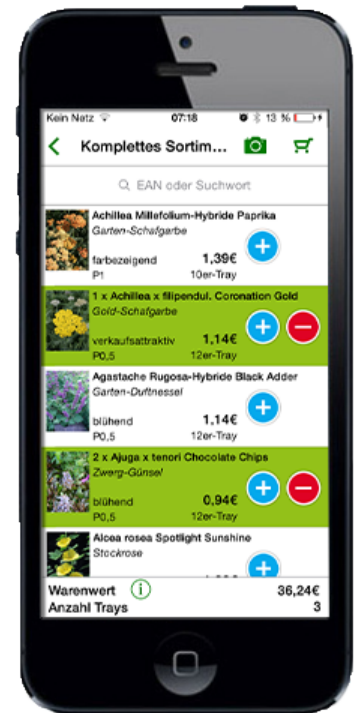 Kein Netz 07:18 13 %
Komplettes Sortim...
EAN oder Suchwort
Achillea Millefolium-Hybride Paprika
Garten-Schafgarbe
farbezeigend 1,39€
P1 10er-Tray
1 x Achillea x filipendul. Coronation Gold
Gold-Schafgarbe
verkaufsattraktiv 1,14€
P0,5 12er-Tray
Agastache Rugosa-Hybride Black Adder
Garten-Duftnessel
blühend 1,14€
P0,5 12er-Tray
2 x Ajuga x tenori Chocolate Chips
Zwerg-Günsel
blühend 0,94€
P0,5 12er-Tray
Alcea rosea Spotlight Sunshine
Stockrose
Warenwert i 36,24€
Anzahl Trays 3